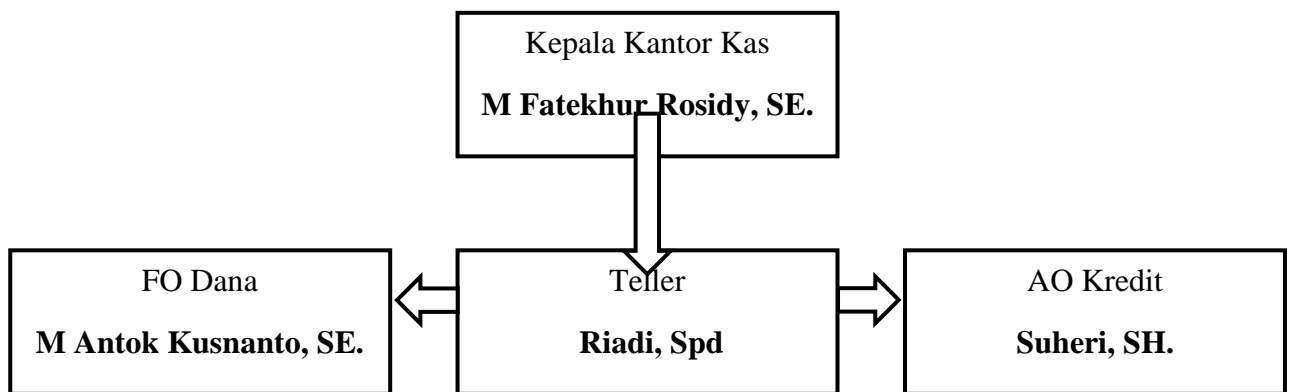 Kepala Kantor Kas
M Fatekhur Rosidy, SE.
FO Dana
M Antok Kusnanto, SE.
Teller
Riadi, Spd
AO Kredit
Suheri, SH.